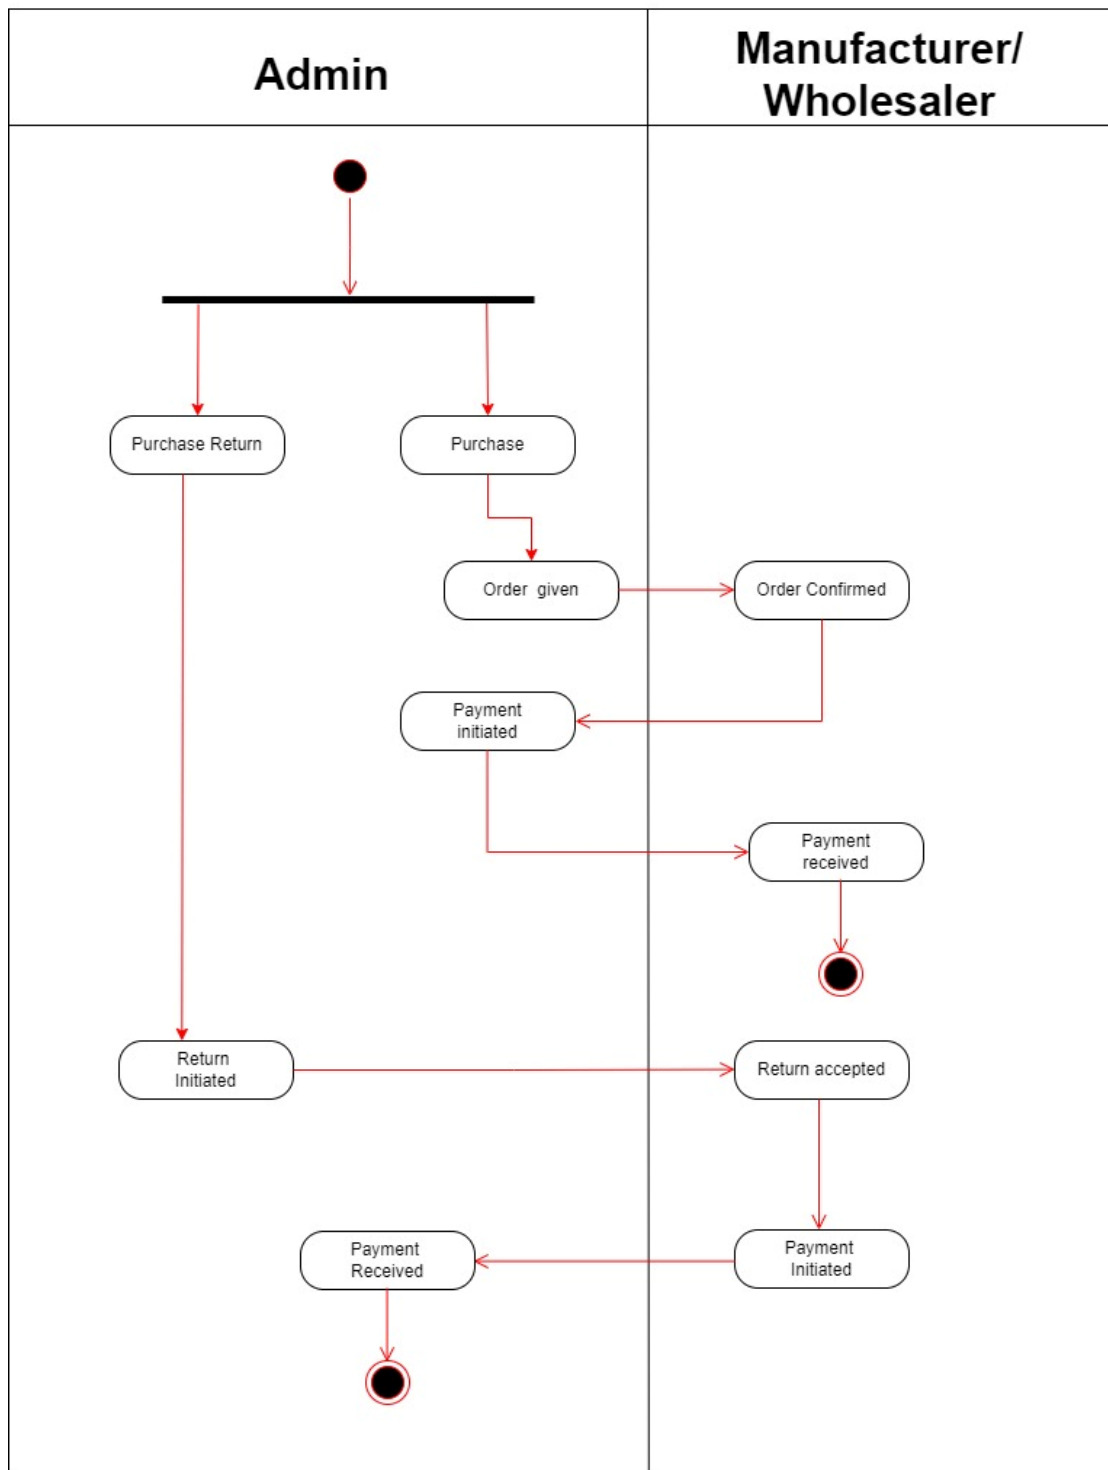 Admin
Manufacturer/
Wholesaler
Purchase Return
Purchase
Order given
Order Confirmed
Payment
initiated
Payment
received
Return
Initiated
Return accepted
Payment
Received
Payment
Initiated